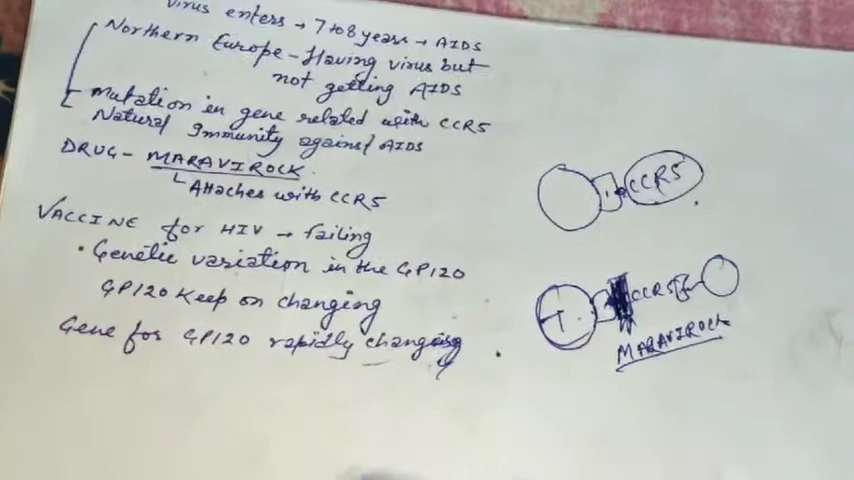 Virus enters → 7 to 8 years → AIDS
Northern Europe - Having virus but
not getting AIDS
Mutation in gene related with CCR5
Natural Immunity against AIDS
DRUG - MARAVIROCK
Attaches with CCR5
VACCINE for HIV → failing
• Genetic variation in the GP120
GP120 Keep on changing
Gene for GP120 rapidly changing
CCR5
T CCR5
MARAVIROCK